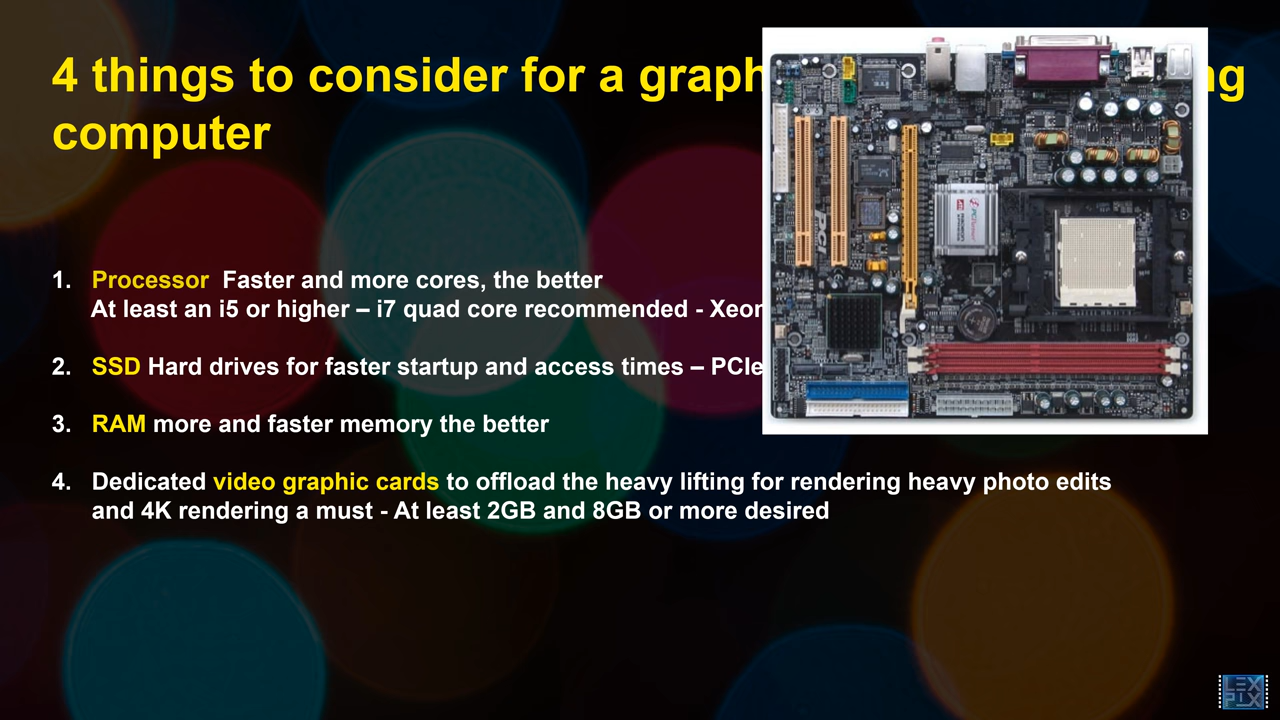 4 things to consider for a
computer
1. Processor Faster and more cores, the better
At least an i5 or higher – i7 quad core recommended -
2. SSD Hard drives for faster startup and access times – PCIe
3. RAM more and faster memory the better
4. Dedicated video graphic cards to offload the heavy lifting for rendering heavy photo edits
and 4K rendering a must - At least 2GB and 8GB or more desired
PCI
LEX
PIX